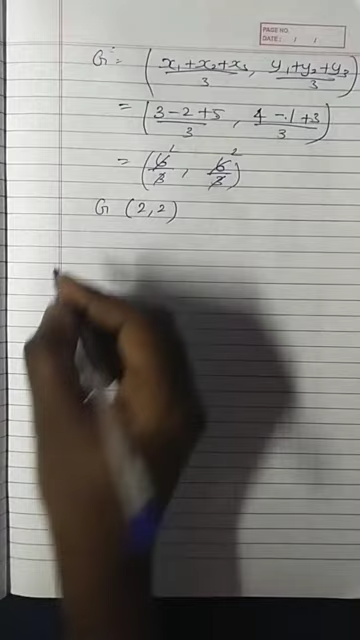 PAGE NO.
DATE: / /
G = (x₁+x₂+x₃/3, y₁+y₂+y₃/3)
= (3-2+5/3, 4-1+3/3)
= (6/3, 6/3 2)
G (2,2)